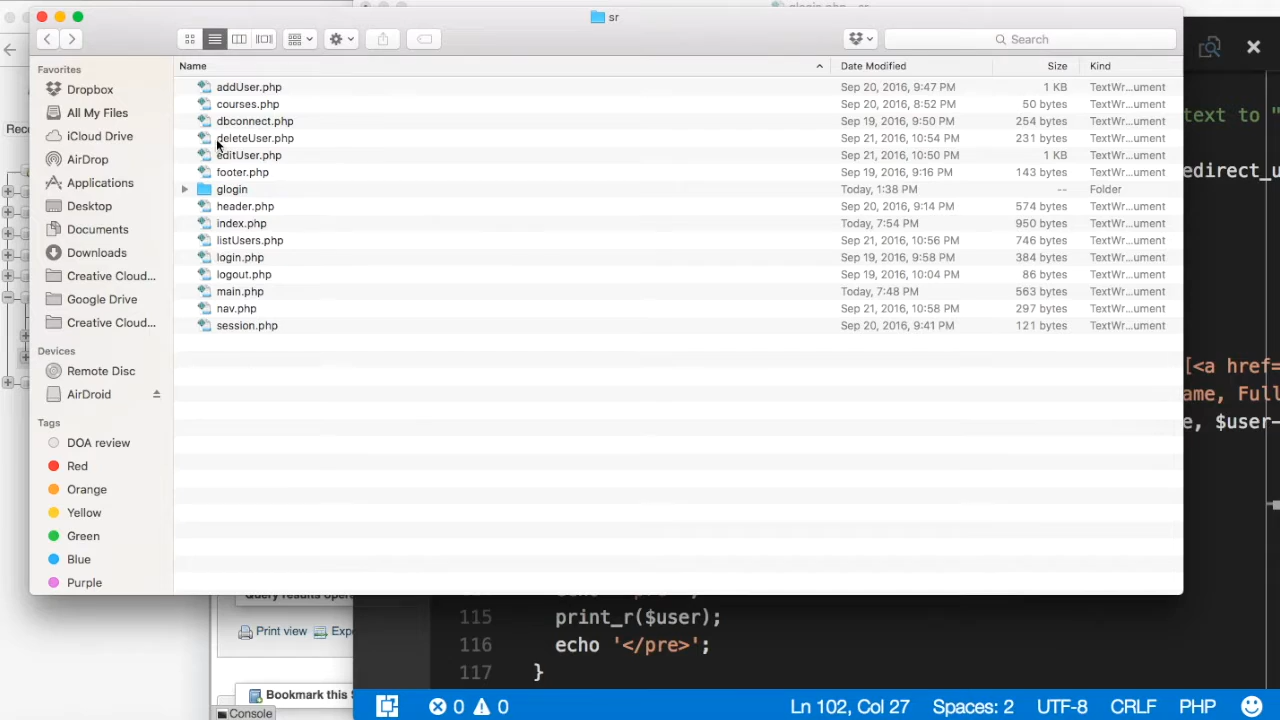 sr
Search
Favorites
Dropbox
All My Files
iCloud Drive
AirDrop
Applications
Desktop
Documents
Downloads
Creative Cloud...
Google Drive
Creative Cloud...
Devices
Remote Disc
AirDroid
Tags
DOA review
Red
Orange
Yellow
Green
Blue
Purple
Name Date Modified Size Kind
addUser.php Sep 20, 2016, 9:47 PM 1 KB TextWr...ument
courses.php Sep 20, 2016, 8:52 PM 50 bytes TextWr...ument
dbconnect.php Sep 19, 2016, 9:50 PM 254 bytes TextWr...ument
deleteUser.php Sep 21, 2016, 10:54 PM 231 bytes TextWr...ument
editUser.php Sep 21, 2016, 10:50 PM 1 KB TextWr...ument
footer.php Sep 19, 2016, 9:16 PM 143 bytes TextWr...ument
glogin Today, 1:38 PM -- Folder
header.php Sep 20, 2016, 9:14 PM 574 bytes TextWr...ument
index.php Today, 7:54 PM 950 bytes TextWr...ument
listUsers.php Sep 21, 2016, 10:56 PM 746 bytes TextWr...ument
login.php Sep 19, 2016, 9:58 PM 384 bytes TextWr...ument
logout.php Sep 19, 2016, 10:04 PM 86 bytes TextWr...ument
main.php Today, 7:48 PM 563 bytes TextWr...ument
nav.php Sep 21, 2016, 10:58 PM 297 bytes TextWr...ument
session.php Sep 20, 2016, 9:41 PM 121 bytes TextWr...ument
text to "
edirect_u
[<a href=
ame, Full
e, $user-
Print view
Bookmark this
Console
115 print_r($user);
116 echo '</pre>';
117 }
0 0 Ln 102, Col 27 Spaces: 2 UTF-8 CRLF PHP